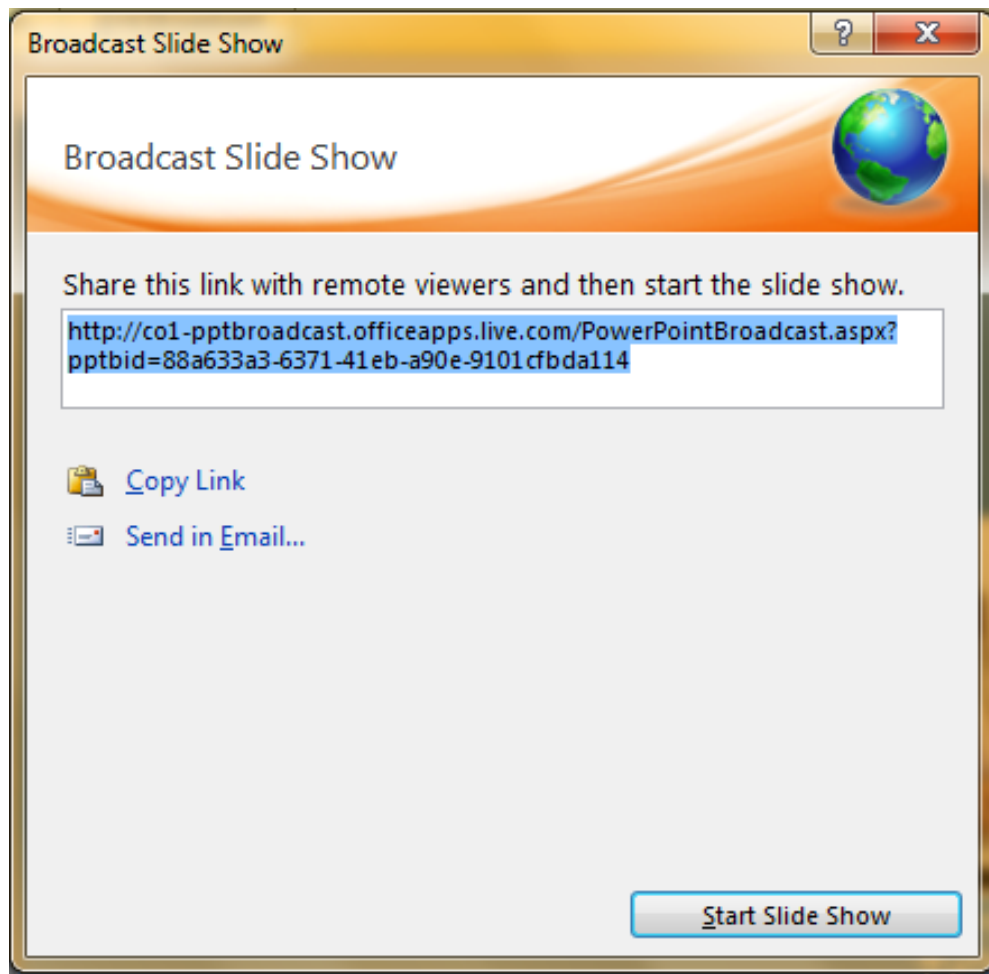 Broadcast Slide Show
Broadcast Slide Show
Share this link with remote viewers and then start the slide show.
http://co1-pptbroadcast.officeapps.live.com/PowerPointBroadcast.aspx?
pptbid=88a633a3-6371-41eb-a90e-9101cfbda114
Copy Link
Send in Email...
Start Slide Show